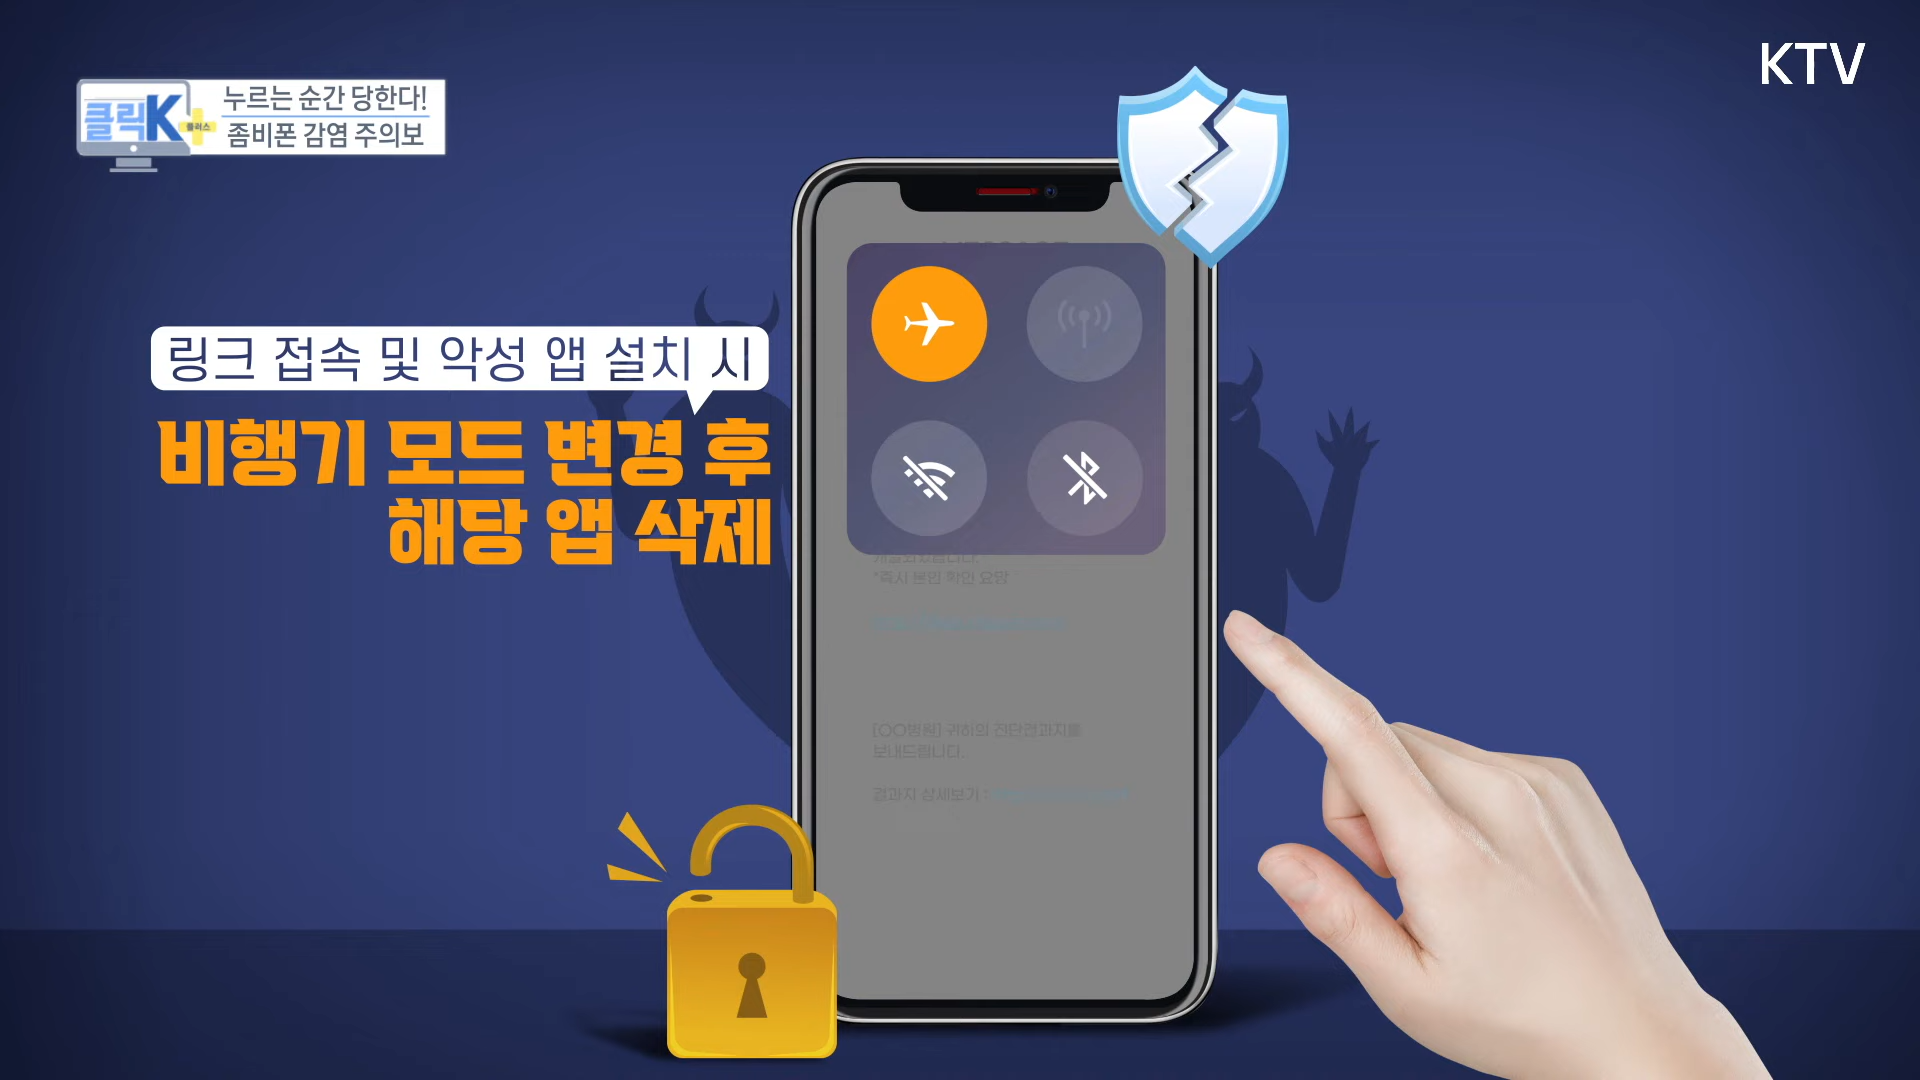 KTV
클릭K+
플러스
누르는 순간 당한다!
좀비폰 감염 주의보
링크 접속 및 악성 앱 설치 시
비행기 모드 변경 후
해당 앱 삭제
*즉시 본인 확인 요망
[○○병원] 귀하의 진단결과지를
보내드립니다.
결과지 상세보기 :